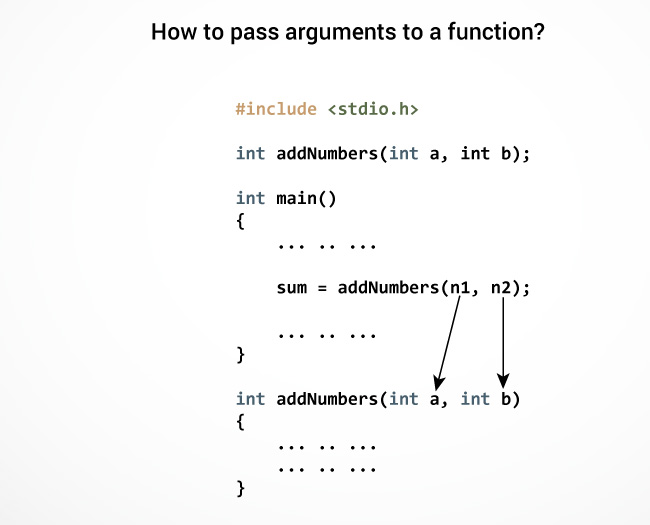 How to pass arguments to a function?
#include <stdio.h>
int addNumbers(int a, int b);
int main()
{
... .. ...
sum = addNumbers(n1, n2);
... .. ...
}
int addNumbers(int a, int b)
{
... .. ...
... .. ...
}